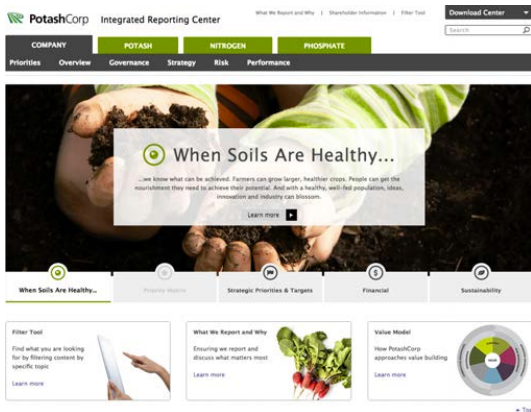 What We Report and Why | Shareholder Information | Filter Tool
Download Center
PotashCorp Integrated Reporting Center
Search
COMPANY POTASH NITROGEN PHOSPHATE
Priorities Overview Governance Strategy Risk Performance
When Soils Are Healthy...
...we know what can be achieved. Farmers can grow larger, healthier crops. People can get the
nourishment they need to achieve their potential. And with a healthy, well-fed population, ideas,
innovation and industry can blossom.
Learn more
When Soils Are Healthy... Strategic Priorities & Targets Financial Sustainability
Filter Tool
Find what you are looking
for by filtering content by
specific topic
Learn more
What We Report and Why
Ensuring we report and
discuss what matters most
Learn more
Value Model
How PotashCorp
approaches value building
Learn more